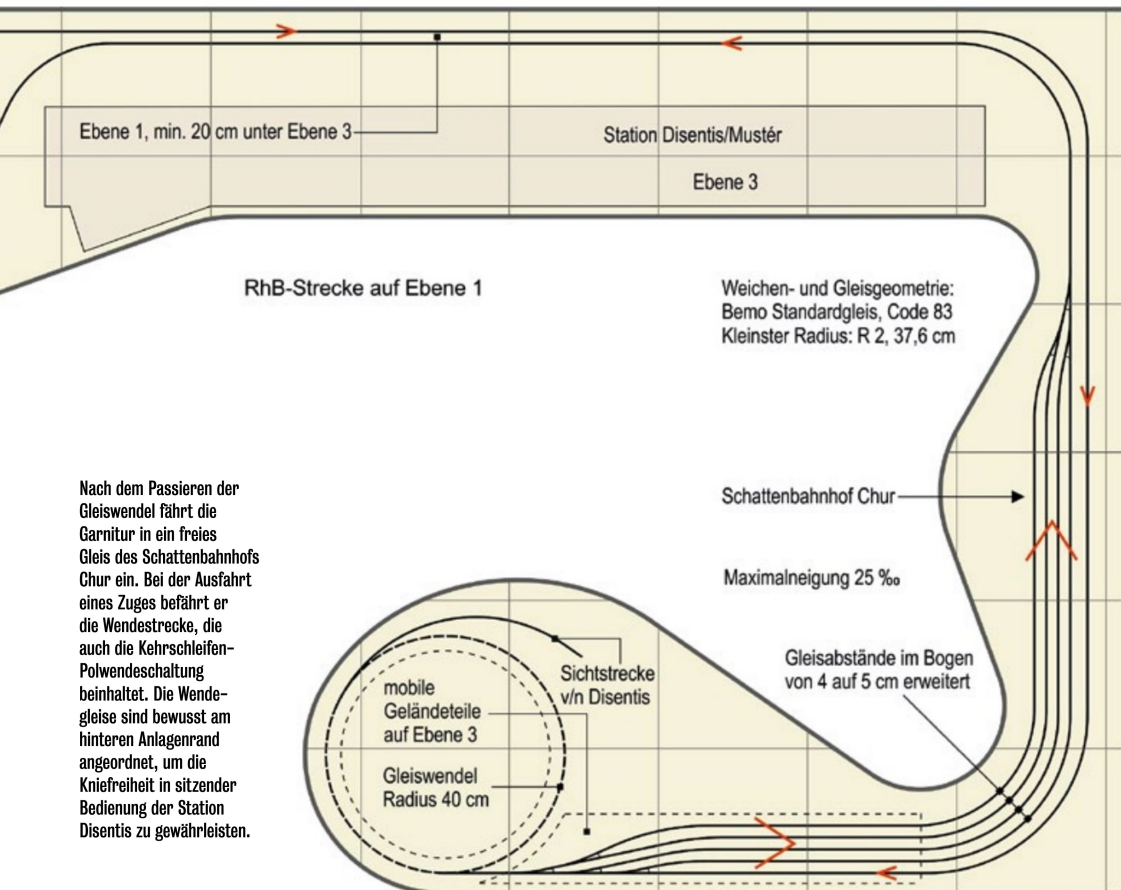 Ebene 1, min. 20 cm unter Ebene 3
Station Disentis/Mustér
Ebene 3
RhB-Strecke auf Ebene 1
Weichen- und Gleisgeometrie:
Bemo Standardgleis, Code 83
Kleinster Radius: R 2, 37,6 cm
Nach dem Passieren der
Gleiswendel fährt die
Garnitur in ein freies
Gleis des Schattenbahnhofs
Chur ein. Bei der Ausfahrt
eines Zuges befährt er
die Wendestrecke, die
auch die Kehrschleifen-
Polwendeschaltung
beinhaltet. Die Wende-
gleise sind bewusst am
hinteren Anlagenrand
angeordnet, um die
Kniefreiheit in sitzender
Bedienung der Station
Disentis zu gewährleisten.
Schattenbahnhof Chur
Maximalneigung 25 ‰
Gleisabstände im Bogen
von 4 auf 5 cm erweitert
Sichtstrecke
v/n Disentis
mobile
Geländeteile
auf Ebene 3
Gleiswendel
Radius 40 cm